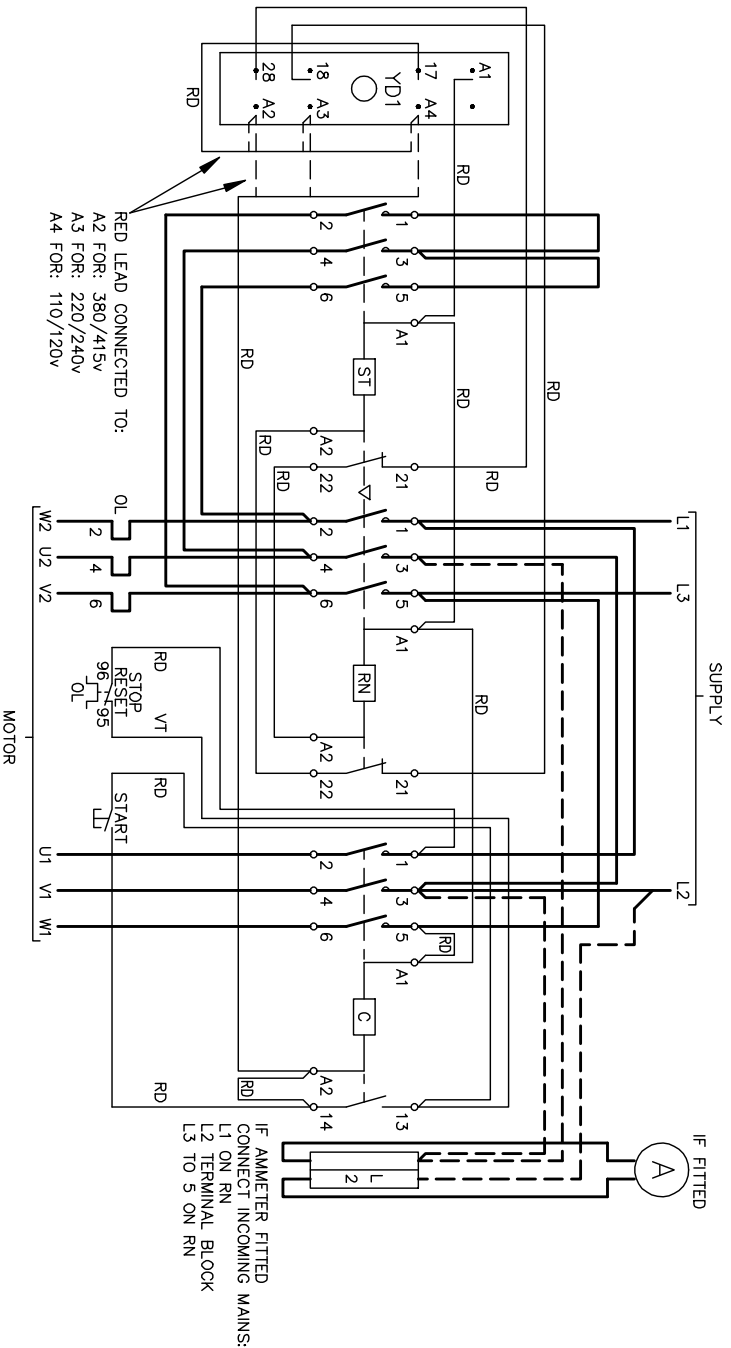 SUPPLY
L1
L3
L2
IF FITTED
A
RD
RD
RD
RD
A1
17
18
28
YD1
A4
A3
A2
RD
RD
1
3
5
A1
2
4
6
ST
A2
21
22
RD
RD
RD
1
3
5
A1
2
4
6
RN
A2
21
22
RD
1
3
5
A1
2
4
6
C
A2
13
14
RD
RD
L
2
RED LEAD CONNECTED TO:
A2 FOR: 380/415v
A3 FOR: 220/240v
A4 FOR: 110/120v
OL
2
4
6
W2
U2
V2
RD
VT
STOP
RESET
96
95
OL
RD
START
RD
U1
V1
W1
MOTOR
IF AMMETER FITTED
CONNECT INCOMING MAINS:
L1 ON RN
L2 TERMINAL BLOCK
L3 TO 5 ON RN